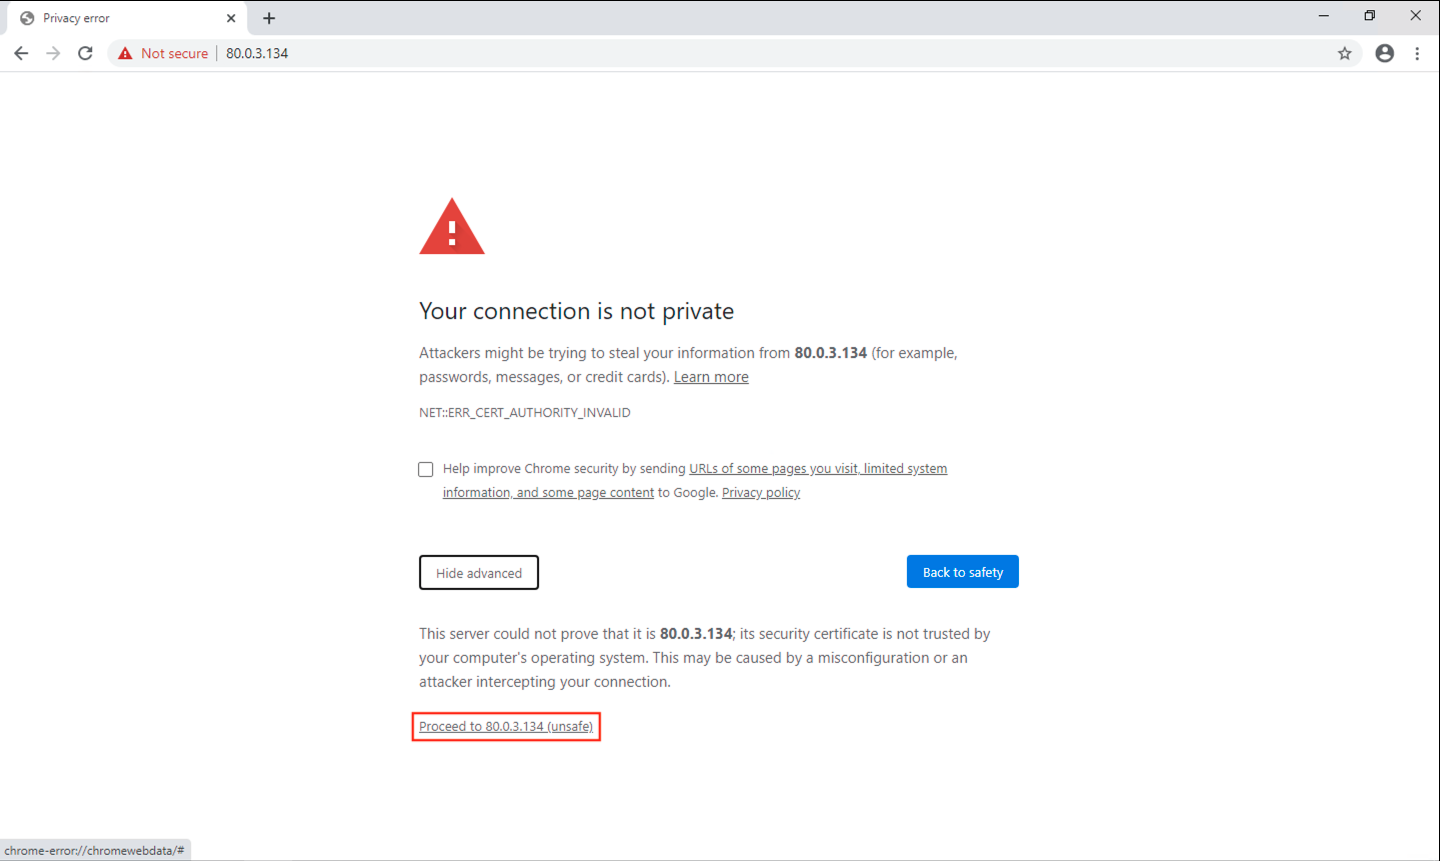 Privacy error
Not secure
80.0.3.134
Your connection is not private
Attackers might be trying to steal your information from 80.0.3.134 (for example,
passwords, messages, or credit cards). Learn more
NET::ERR_CERT_AUTHORITY_INVALID
Help improve Chrome security by sending URLs of some pages you visit, limited system
information, and some page content to Google. Privacy policy
Hide advanced
Back to safety
This server could not prove that it is 80.0.3.134; its security certificate is not trusted by
your computer's operating system. This may be caused by a misconfiguration or an
attacker intercepting your connection.
Proceed to 80.0.3.134 (unsafe)
chrome-error://chromewebdata/#